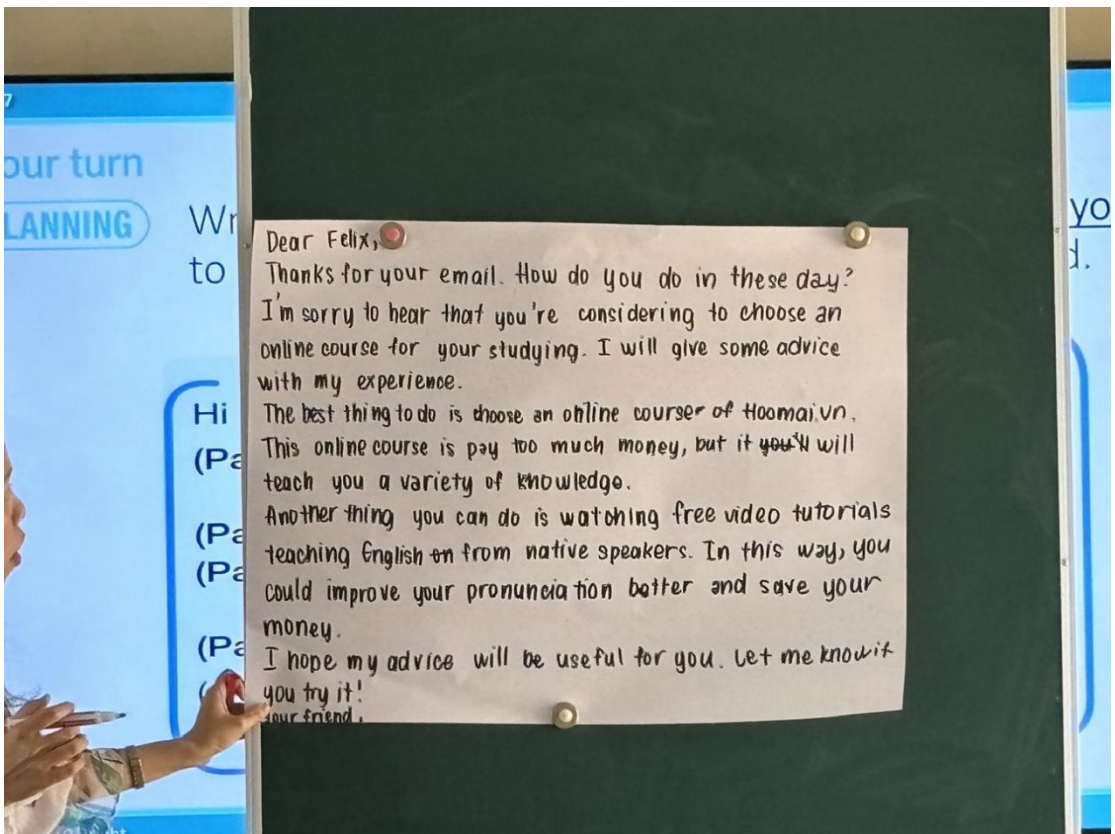 7
our turn
LANNING
Wr
yo
to
d.
Hi
(Pa
(Pa
(Pa
(Pa
(
Dear Felix,
Thanks for your email. How do you do in these day?
I'm sorry to hear that you're considering to choose an
online course for your studying. I will give some advice
with my experience.
The best thing to do is choose an online courser of Hoomai.vn.
This online course is pay too much money, but it you'll will
teach you a variety of knowledge.
Another thing you can do is watching free video tutorials
teaching English on from native speakers. In this way, you
could improve your pronunciation better and save your
money.
I hope my advice will be useful for you. Let me know if
you try it!
Your friend,